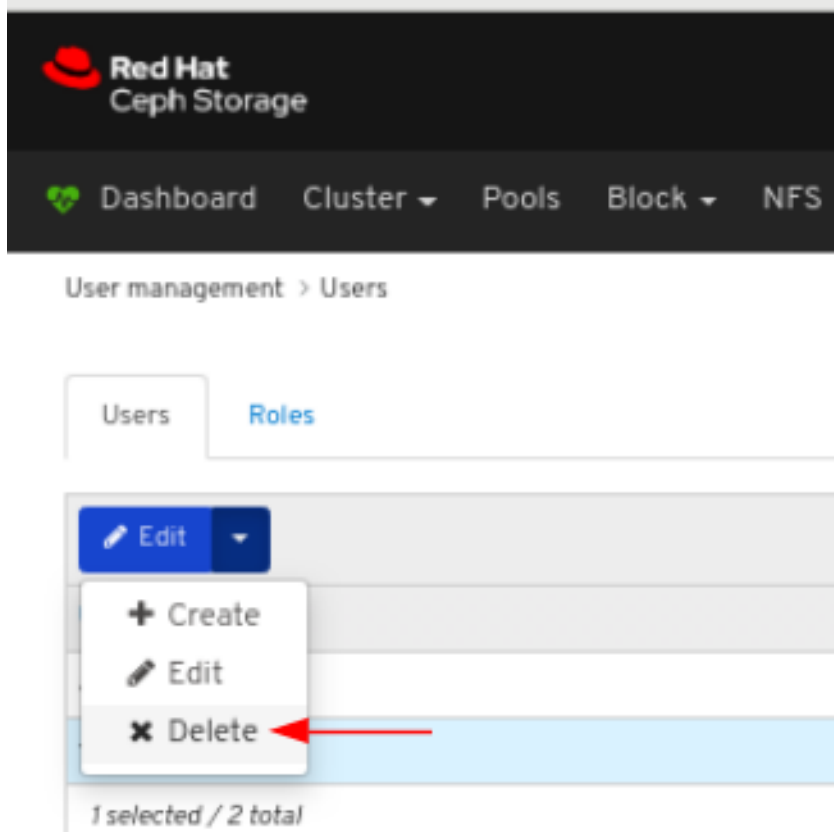 Red Hat
Ceph Storage
Dashboard Cluster Pools Block NFS
User management > Users
Users Roles
Edit
Create
Edit
Delete
1 selected / 2 total